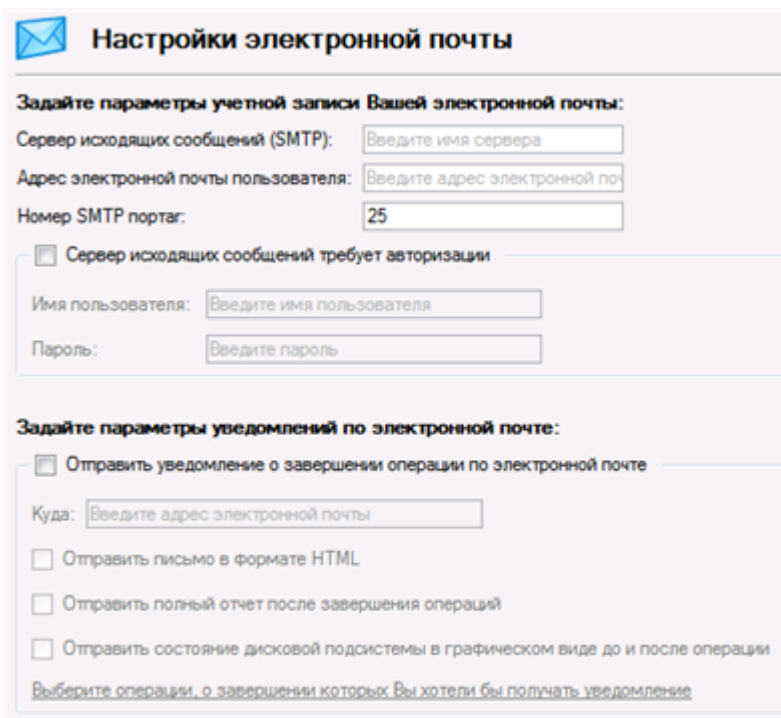 Настройки электронной почты
Задайте параметры учетной записи Вашей электронной почты:
Сервер исходящих сообщений (SMTP): Введите имя сервера
Адрес электронной почты пользователя: Введите адрес электронной поч
Номер SMTP портаг: 25
Сервер исходящих сообщений требует авторизации
Имя пользователя: Введите имя пользователя
Пароль: Введите пароль
Задайте параметры уведомлений по электронной почте:
Отправить уведомление о завершении операции по электронной почте
Куда: Введите адрес электронной почты
Отправить письмо в формате HTML
Отправить полный отчет после завершения операций
Отправить состояние дисковой подсистемы в графическом виде до и после операции
Выберите операции, о завершении которых Вы хотели бы получать уведомление